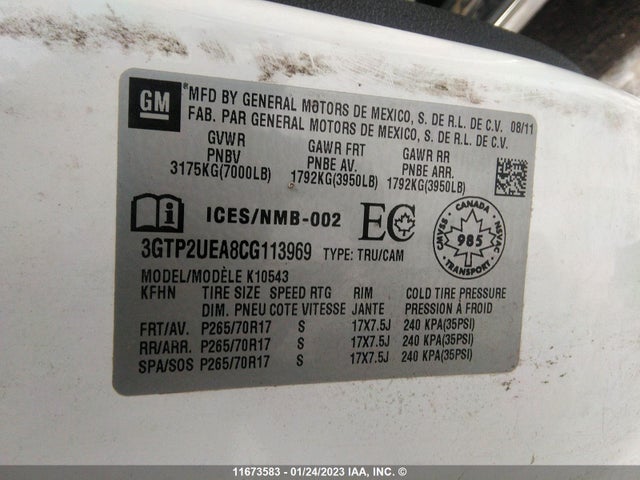 GM
MFD BY GENERAL MOTORS DE MEXICO, S. DE R.L. DE C.V. 08/11
FAB. PAR GENERAL MOTORS DE MEXICO, S. DE R.L. DE C.V.
GVWR GAWR FRT GAWR RR
PNBV PNBE AV. PNBE ARR.
3175KG(7000LB) 1792KG(3950LB) 1792KG(3950LB)
ICES/NMB-002 EC
CANADA
CMVSS NSVAC
985
TRANSPORT
3GTP2UEA8CG113969 TYPE: TRU/CAM
MODEL/MODÈLE K10543
KFHN TIRE SIZE SPEED RTG RIM COLD TIRE PRESSURE
DIM. PNEU COTE VITESSE JANTE PRESSION À FROID
FRT/AV. P265/70R17 S 17X7.5J 240 KPA(35PSI)
RR/ARR. P265/70R17 S 17X7.5J 240 KPA(35PSI)
SPA/SOS P265/70R17 S 17X7.5J 240 KPA(35PSI)
11673583 - 01/24/2023 IAA, INC. ©